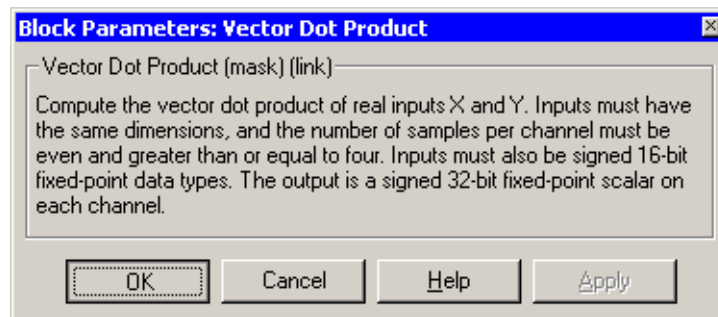 Block Parameters: Vector Dot Product
Vector Dot Product (mask) (link)
Compute the vector dot product of real inputs X and Y. Inputs must have
the same dimensions, and the number of samples per channel must be
even and greater than or equal to four. Inputs must also be signed 16-bit
fixed-point data types. The output is a signed 32-bit fixed-point scalar on
each channel.
OK Cancel Help Apply